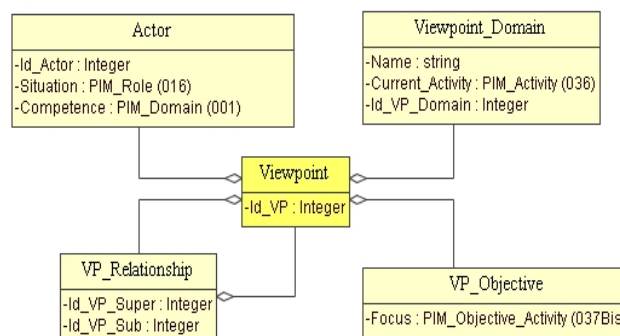 Actor
-Id_Actor : Integer
-Situation : PIM_Role (016)
-Competence : PIM_Domain (001)
Viewpoint_Domain
-Name : string
-Current_Activity : PIM_Activity (036)
-Id_VP_Domain : Integer
Viewpoint
-Id_VP : Integer
VP_Relationship
-Id_VP_Super : Integer
-Id_VP_Sub : Integer
VP_Objective
-Focus : PIM_Objective_Activity (037Bis